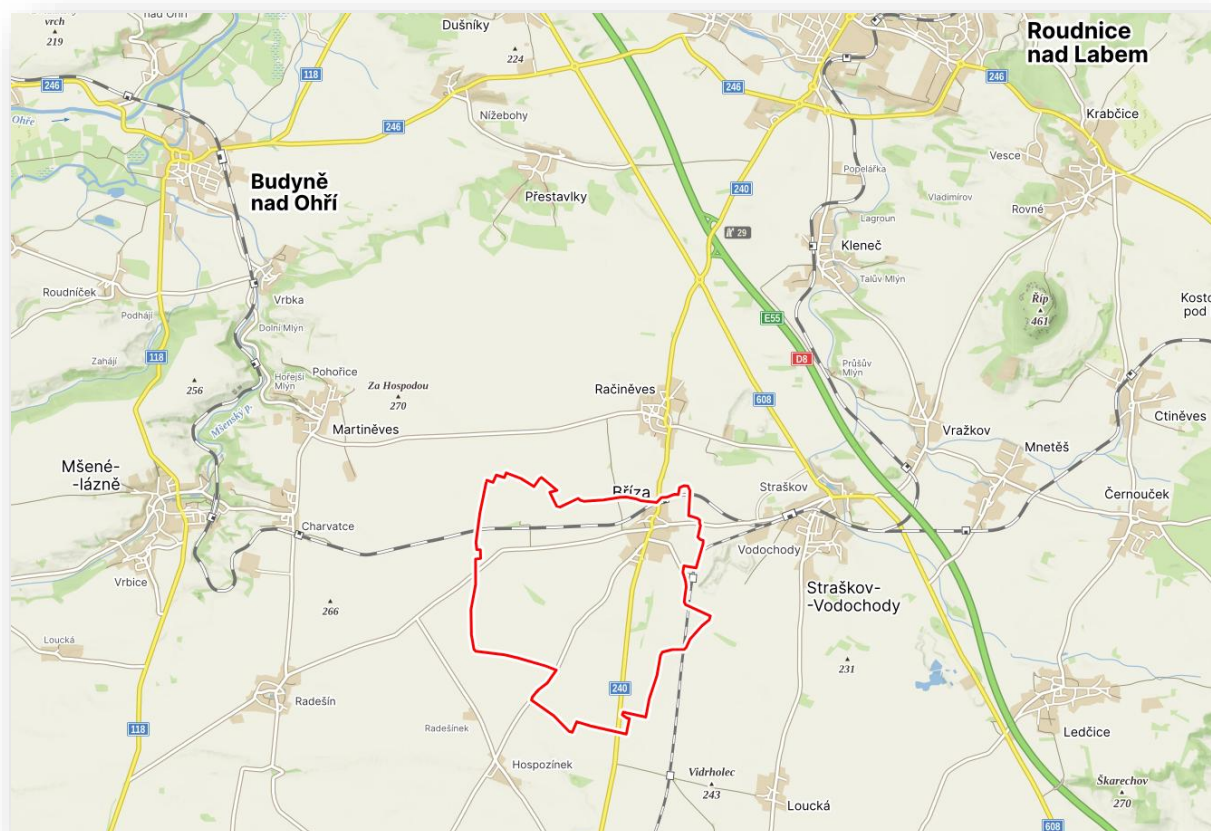 vrch
219
nad Ohří
Dušníky
224
Roudnice
nad Labem
246
118
246
246
Krabčice
Ohře
Nížebohy
246
Vesce
Popelářka
Budyně
nad Ohří
Přestavlky
240
Vladimírov
Rovné
Lagroun
29
Kleneč
Roudníček
Vrbka
Talův Mlýn
Říp
461
Kosto
pod
Podhájí
E55
Dolní Mlýn
118
D8
Zahájí
Průšův
Mlýn
256
Hořejší
Mlýn
Pohořice
Za Hospodou
270
Račiněves
608
Mšenský p.
Martiněves
Vražkov
Ctiněves
Mnetěš
Mšené-
-lázně
Bříza
Straškov
Černouček
Charvatce
Vodochody
Vrbice
266
Straškov-
-Vodochody
Loucká
231
240
Radešín
Radešínek
118
Ledčice
Hospozínek
Vidrholec
243
Škarechov
270
Loucká
608